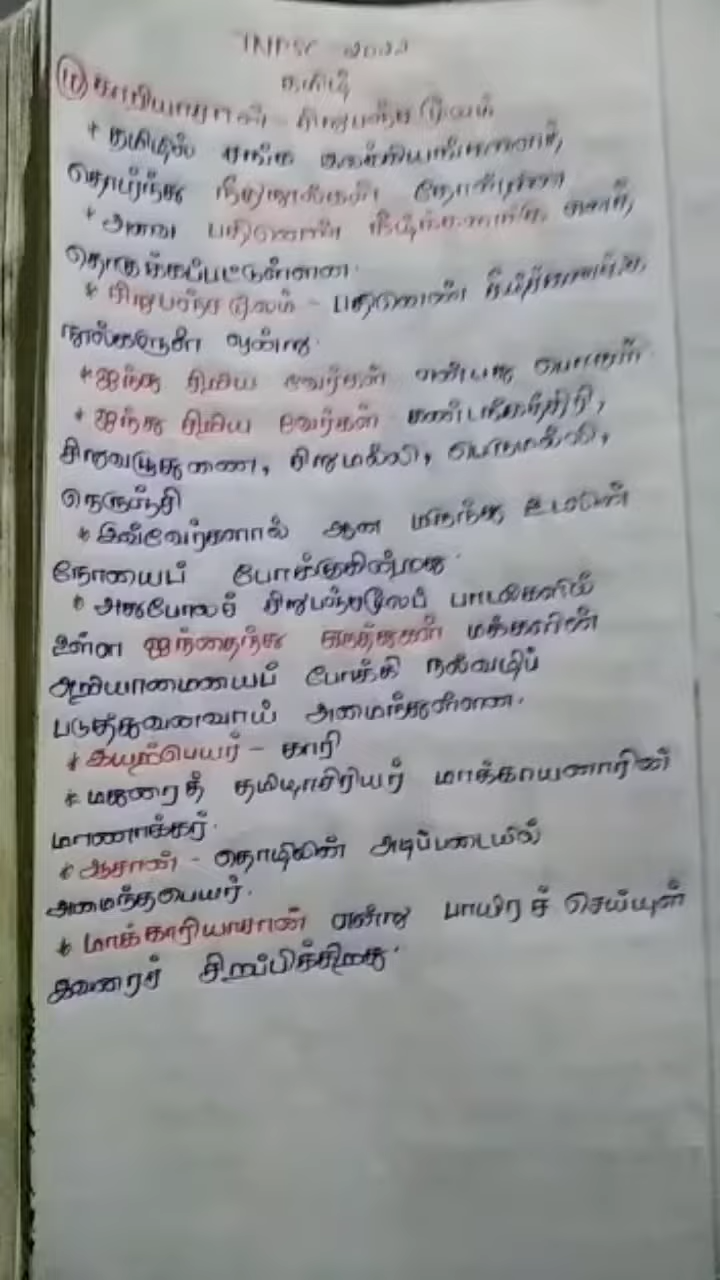 TNPSC 2022
தமிழ்
11 காரியாசான் - சிறுபஞ்ச மூலம்
* தமிழில் சங்க இலக்கியங்களைத்
தொடர்ந்து நீதிநூல்கள் தோன்றின
* அவை பதினெண் கீழ்க்கணக்கு எனத்
தொகுக்கப்பட்டுள்ளன.
* சிறுபஞ்ச மூலம் - பதினெண் கீழ்க்கணக்கு
நூல்களுள் ஒன்று.
* ஐந்து சிறிய வேர்கள் என்பது பொருள்
* ஐந்து சிறிய வேர்கள் கண்டங்கத்திரி,
சிறுவழுதுணை, சிறுமல்லி, பெருமல்லி,
நெருஞ்சி
* இவ்வேர்களால் ஆன மருந்து உடலின்
நோயைப் போக்குகின்றது.
* அதுபோலச் சிறுபஞ்சமூலப் பாடல்களில்
உள்ள ஐந்தைந்து கருத்துகள் மக்களின்
அறியாமையைப் போக்கி நல்வழிப்
படுத்துவனவாய் அமைந்துள்ளன.
* இயற்பெயர் - காரி
* மதுரைத் தமிழாசிரியர் மாக்காயனாரின்
மாணாக்கர்.
* ஆசான் - தொழிலின் அடிப்படையில்
அமைந்தபெயர்.
* மாக்காரியாசான் என்று பாயிரச் செய்யுள்
இவரைச் சிறப்பிக்கிறது.